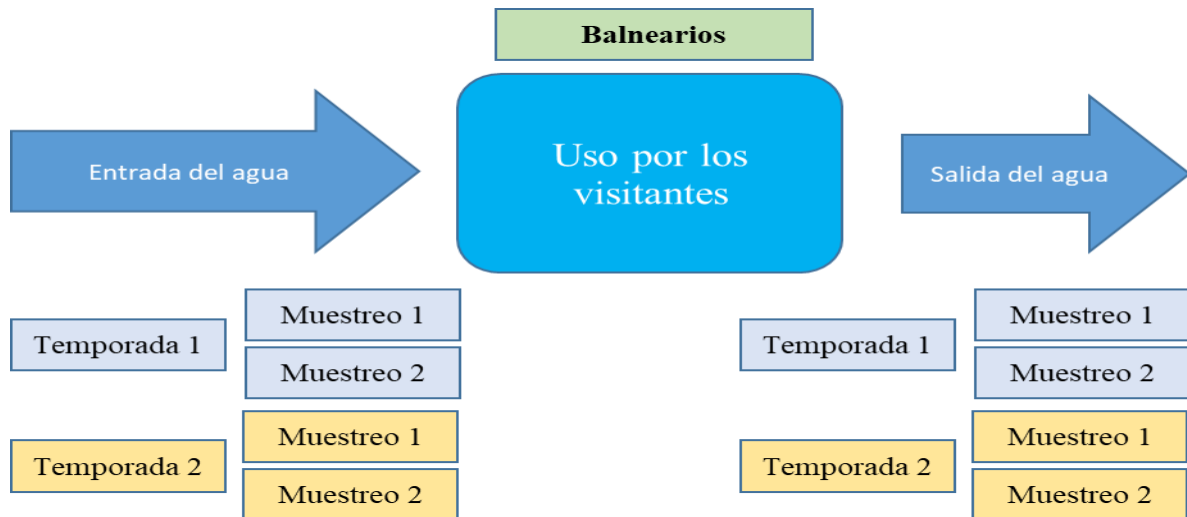 Balnearios
Entrada del agua
Uso por los
visitantes
Salida del agua
Temporada 1
Muestreo 1
Muestreo 2
Temporada 2
Muestreo 1
Muestreo 2
Temporada 1
Muestreo 1
Muestreo 2
Temporada 2
Muestreo 1
Muestreo 2